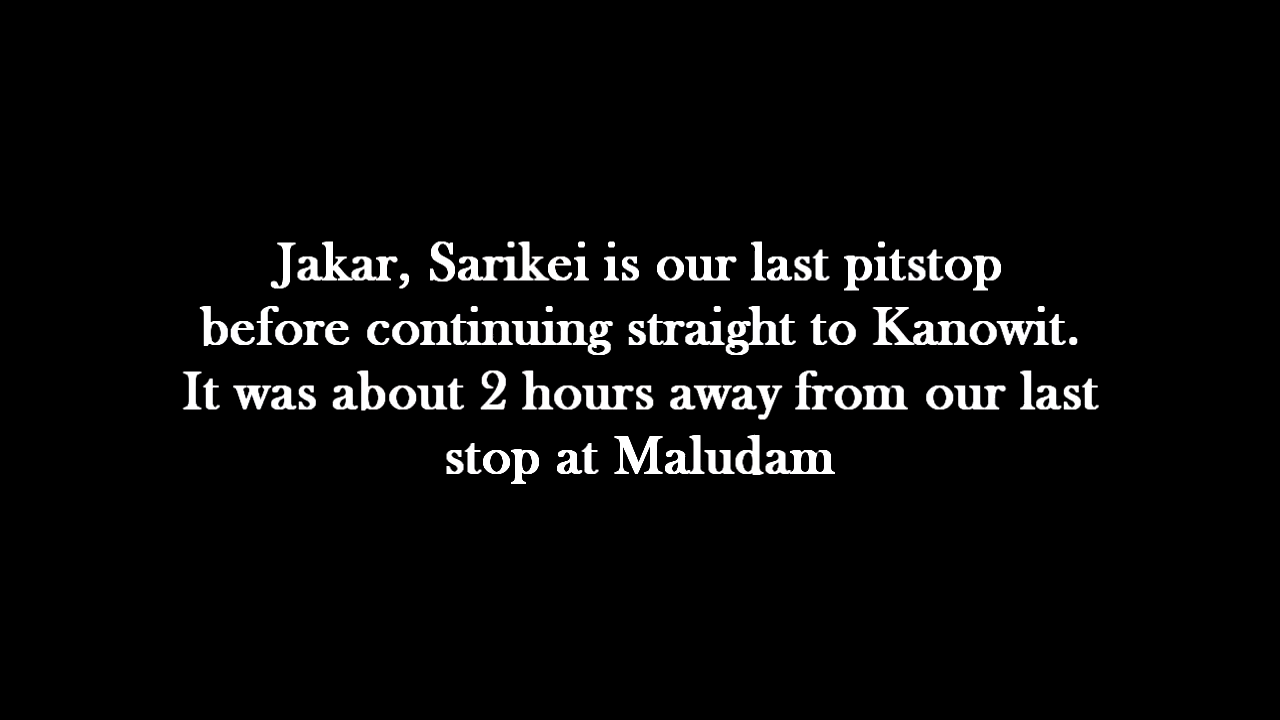 Jakar, Sarikei is our last pitstop
before continuing straight to Kanowit.
It was about 2 hours away from our last
stop at Maludam